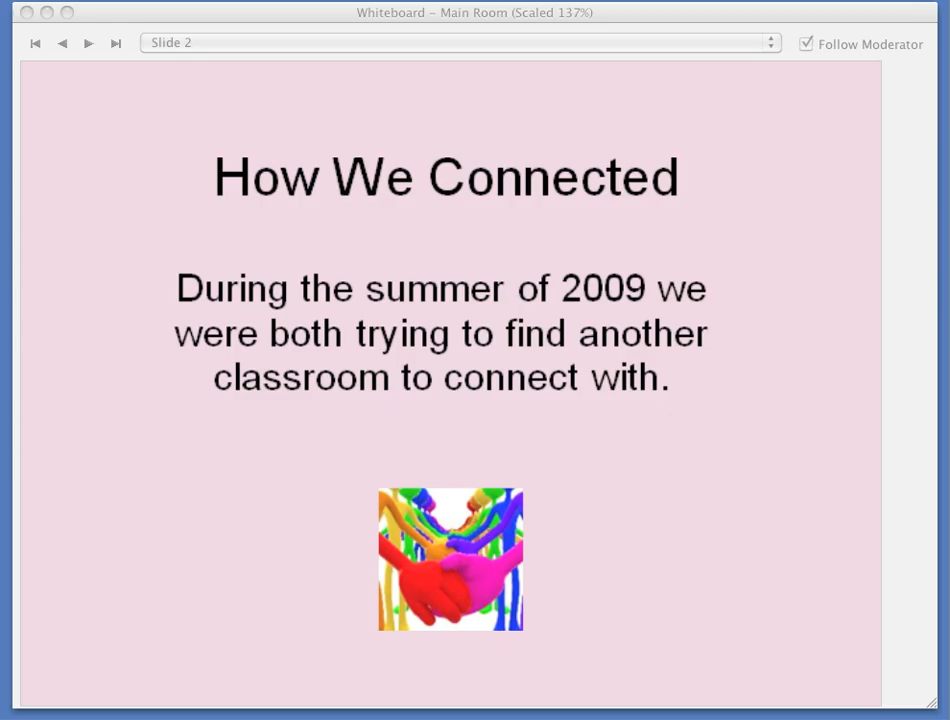 Whiteboard – Main Room (Scaled 137%)
Slide 2
Follow Moderator
How We Connected
During the summer of 2009 we
were both trying to find another
classroom to connect with.